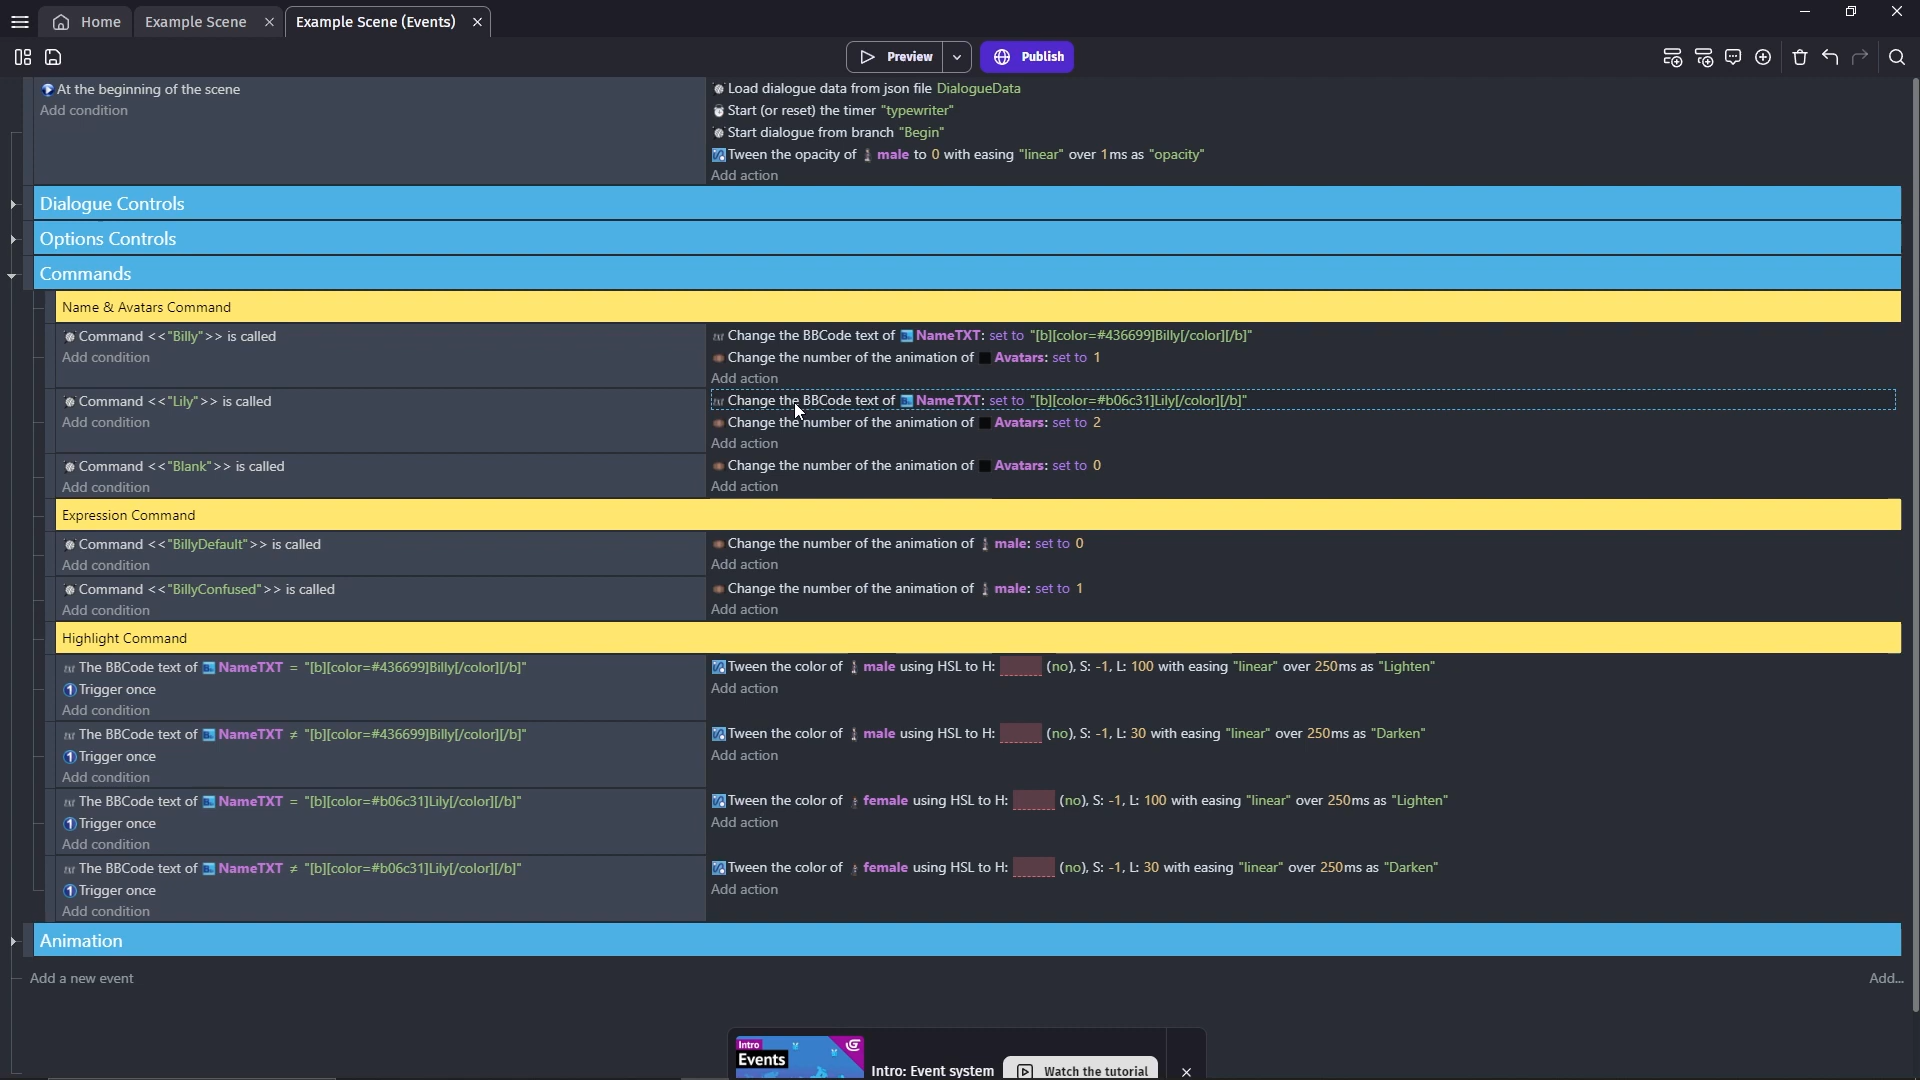 Home
Example Scene
Example Scene (Events)
Preview
Publish
At the beginning of the scene
Add condition
Load dialogue data from json file DialogueData
Start (or reset) the timer "typewriter"
Start dialogue from branch "Begin"
Tween the opacity of male to 0 with easing "linear" over 1ms as "opacity"
Add action
Dialogue Controls
Options Controls
Commands
Name & Avatars Command
Command <<"Billy">> is called
Add condition
Change the BBCode text of NameTXT: set to "[b][color=#436699]Billy[/color][/b]"
Change the number of the animation of Avatars: set to 1
Add action
Command <<"Lily">> is called
Add condition
Change the BBCode text of NameTXT: set to "[b][color=#b06c31]Lily[/color][/b]"
Change the number of the animation of Avatars: set to 2
Add action
Command <<"Blank">> is called
Add condition
Change the number of the animation of Avatars: set to 0
Add action
Expression Command
Command <<"BillyDefault">> is called
Add condition
Change the number of the animation of male: set to 0
Add action
Command <<"BillyConfused">> is called
Add condition
Change the number of the animation of male: set to 1
Add action
Highlight Command
The BBCode text of NameTXT = "[b][color=#436699]Billy[/color][/b]"
Trigger once
Add condition
Tween the color of male using HSL to H: (no), S: -1, L: 100 with easing "linear" over 250ms as "Lighten"
Add action
The BBCode text of NameTXT ≠ "[b][color=#436699]Billy[/color][/b]"
Trigger once
Add condition
Tween the color of male using HSL to H: (no), S: -1, L: 30 with easing "linear" over 250ms as "Darken"
Add action
The BBCode text of NameTXT = "[b][color=#b06c31]Lily[/color][/b]"
Trigger once
Add condition
Tween the color of female using HSL to H: (no), S: -1, L: 100 with easing "linear" over 250ms as "Lighten"
Add action
The BBCode text of NameTXT ≠ "[b][color=#b06c31]Lily[/color][/b]"
Trigger once
Add condition
Tween the color of female using HSL to H: (no), S: -1, L: 30 with easing "linear" over 250ms as "Darken"
Add action
Animation
Add a new event
Add...
Intro
Events
Intro: Event system
Watch the tutorial